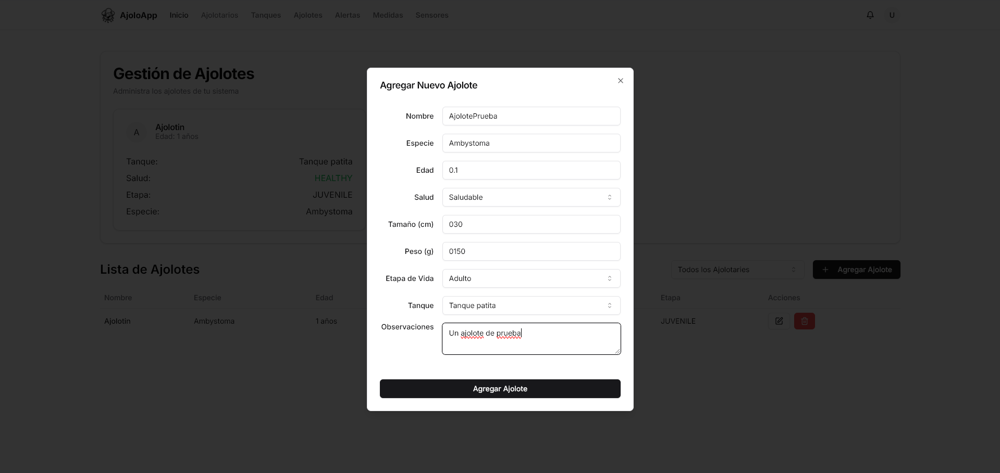 AjoloApp Inicio Ajolotarios Tanques Ajolotes Alertas Medidas Sensores U
Gestión de Ajolotes
Administra los ajolotes de tu sistema
A
Ajolotin
Edad: 1 años
Tanque: Tanque patita
Salud: HEALTHY
Etapa: JUVENILE
Especie: Ambystoma
Lista de Ajolotes
Todos los Ajolotaries
+ Agregar Ajolote
Nombre Especie Edad Etapa Acciones
Ajolotin Ambystoma 1 años JUVENILE
Agregar Nuevo Ajolote
Nombre AjolotePrueba
Especie Ambystoma
Edad 0.1
Salud Saludable
Tamaño (cm) 030
Peso (g) 0150
Etapa de Vida Adulto
Tanque Tanque patita
Observaciones Un ajolote de prueba
Agregar Ajolote